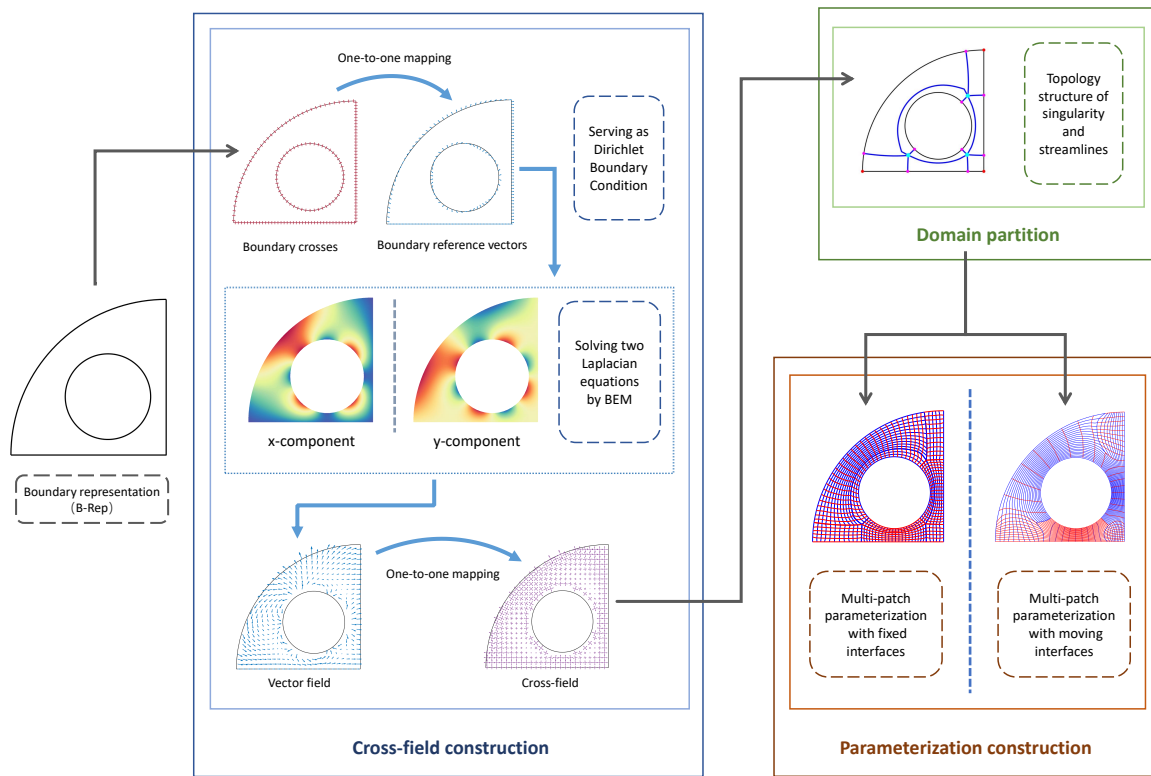 Boundary representation
(B-Rep)
One-to-one mapping
Boundary crosses
Boundary reference vectors
Serving as
Dirichlet
Boundary
Condition
x-component
y-component
Solving two
Laplacian
equations
by BEM
One-to-one mapping
Vector field
Cross-field
Cross-field construction
Topology
structure of
singularity
and
streamlines
Domain partition
Multi-patch
parameterization
with fixed
interfaces
Multi-patch
parameterization
with moving
interfaces
Parameterization construction